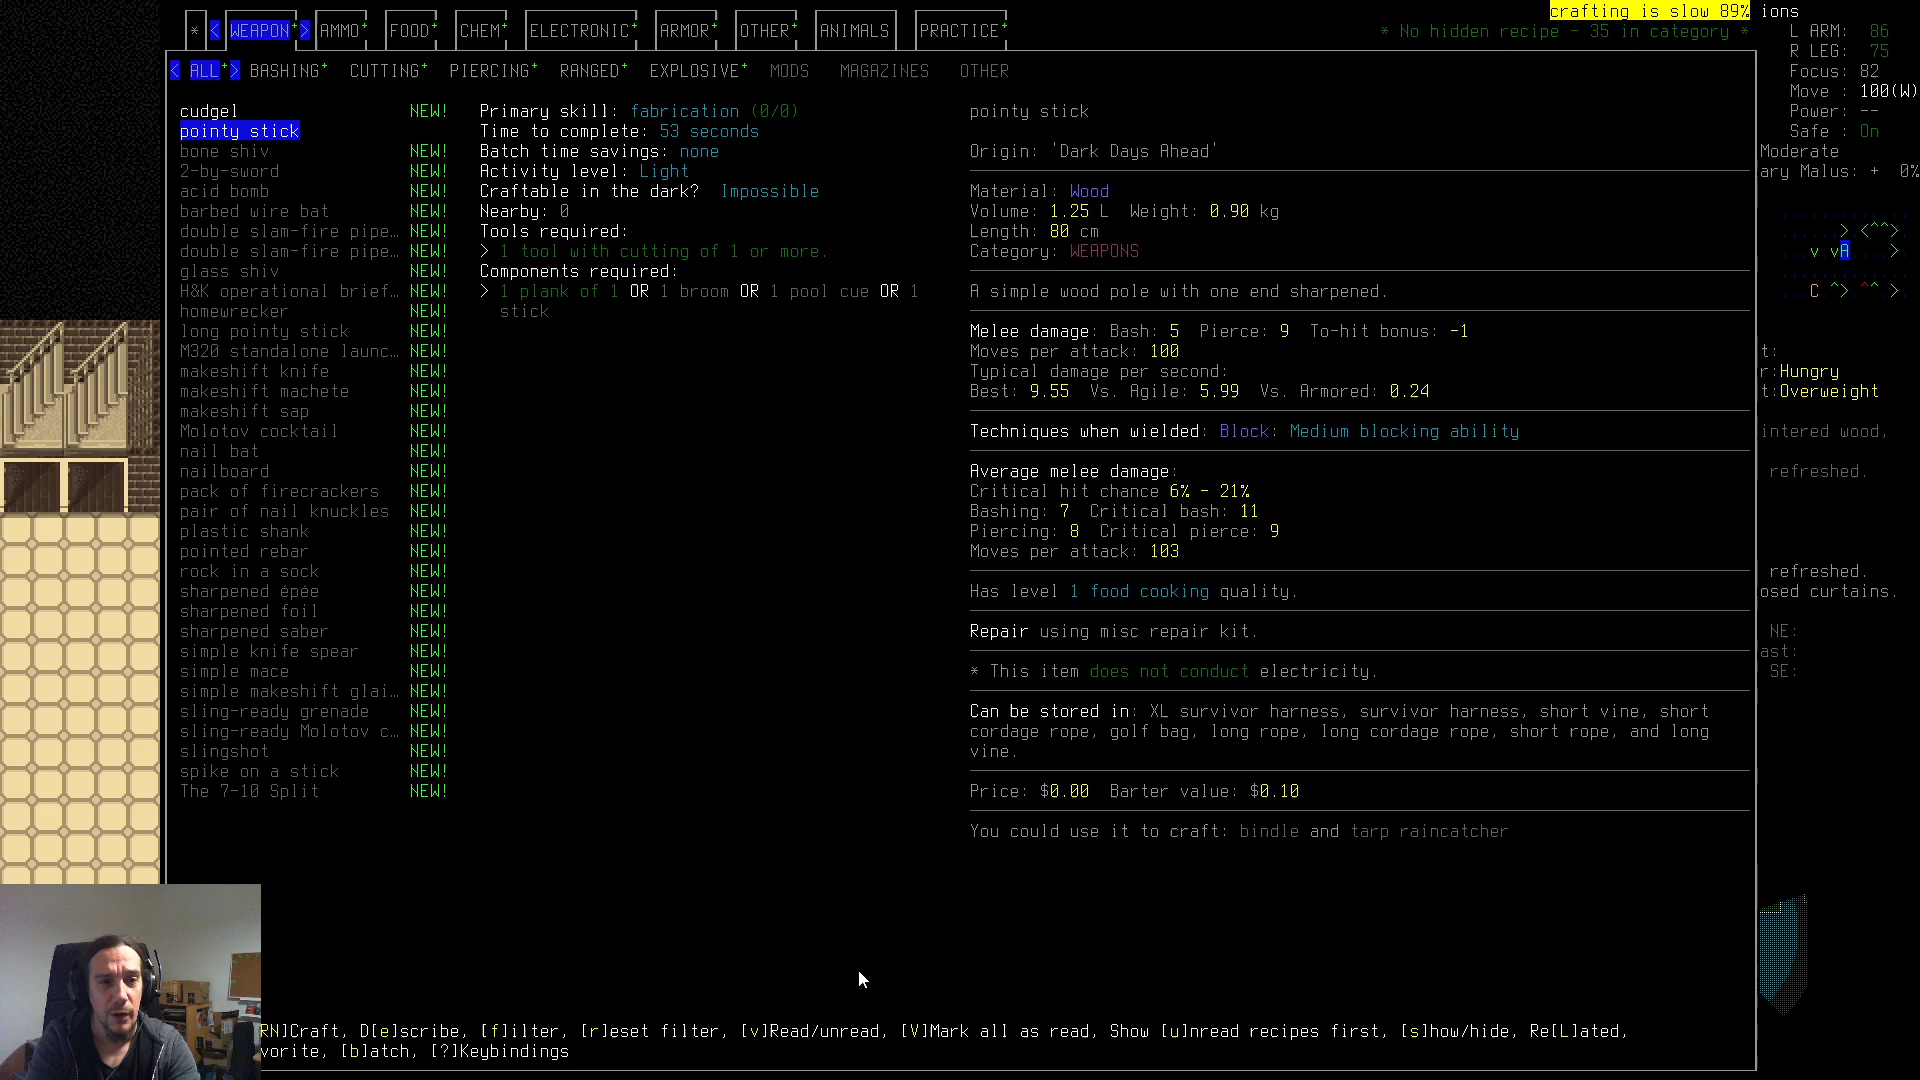 crafting is slow 89% ions
* < WEAPON+ > AMMO+ FOOD+ CHEM+ ELECTRONIC+ ARMOR+ OTHER+ ANIMALS PRACTICE+
* No hidden recipe - 35 in category *
< ALL+ > BASHING+ CUTTING+ PIERCING+ RANGED+ EXPLOSIVE+ MODS MAGAZINES OTHER
cudgel NEW!
pointy stick
bone shiv NEW!
2-by-sword NEW!
acid bomb NEW!
barbed wire bat NEW!
double slam-fire pipe… NEW!
double slam-fire pipe… NEW!
glass shiv NEW!
H&K operational brief… NEW!
homewrecker NEW!
long pointy stick NEW!
M320 standalone launc… NEW!
makeshift knife NEW!
makeshift machete NEW!
makeshift sap NEW!
Molotov cocktail NEW!
nail bat NEW!
nailboard NEW!
pack of firecrackers NEW!
pair of nail knuckles NEW!
plastic shank NEW!
pointed rebar NEW!
rock in a sock NEW!
sharpened épée NEW!
sharpened foil NEW!
sharpened saber NEW!
simple knife spear NEW!
simple mace NEW!
simple makeshift glai… NEW!
sling-ready grenade NEW!
sling-ready Molotov c… NEW!
slingshot NEW!
spike on a stick NEW!
The 7-10 Split NEW!
Primary skill: fabrication (0/0)
Time to complete: 53 seconds
Batch time savings: none
Activity level: Light
Craftable in the dark? Impossible
Nearby: 0
Tools required:
> 1 tool with cutting of 1 or more.
Components required:
> 1 plank of 1 OR 1 broom OR 1 pool cue OR 1
stick
pointy stick
Origin: 'Dark Days Ahead'
Material: Wood
Volume: 1.25 L Weight: 0.90 kg
Length: 80 cm
Category: WEAPONS
A simple wood pole with one end sharpened.
Melee damage: Bash: 5 Pierce: 9 To-hit bonus: -1
Moves per attack: 100
Typical damage per second:
Best: 9.55 Vs. Agile: 5.99 Vs. Armored: 0.24
Techniques when wielded: Block: Medium blocking ability
Average melee damage:
Critical hit chance 6% - 21%
Bashing: 7 Critical bash: 11
Piercing: 8 Critical pierce: 9
Moves per attack: 103
Has level 1 food cooking quality.
Repair using misc repair kit.
* This item does not conduct electricity.
Can be stored in: XL survivor harness, survivor harness, short vine, short
cordage rope, golf bag, long rope, long cordage rope, short rope, and long
vine.
Price: $0.00 Barter value: $0.10
You could use it to craft: bindle and tarp raincatcher
L ARM: 86
R LEG: 75
Focus: 82
Move : 100(W)
Power: --
Safe : On
Moderate
ary Malus: + 0%
> <^^>
v vA >
C ^> ^^ >
t:
r:Hungry
t:Overweight
intered wood,
refreshed.
refreshed.
osed curtains.
NE:
ast:
SE:
RN]Craft, D[e]scribe, [f]ilter, [r]eset filter, [v]Read/unread, [V]Mark all as read, Show [u]nread recipes first, [s]how/hide, Re[L]ated,
vorite, [b]atch, [?]Keybindings